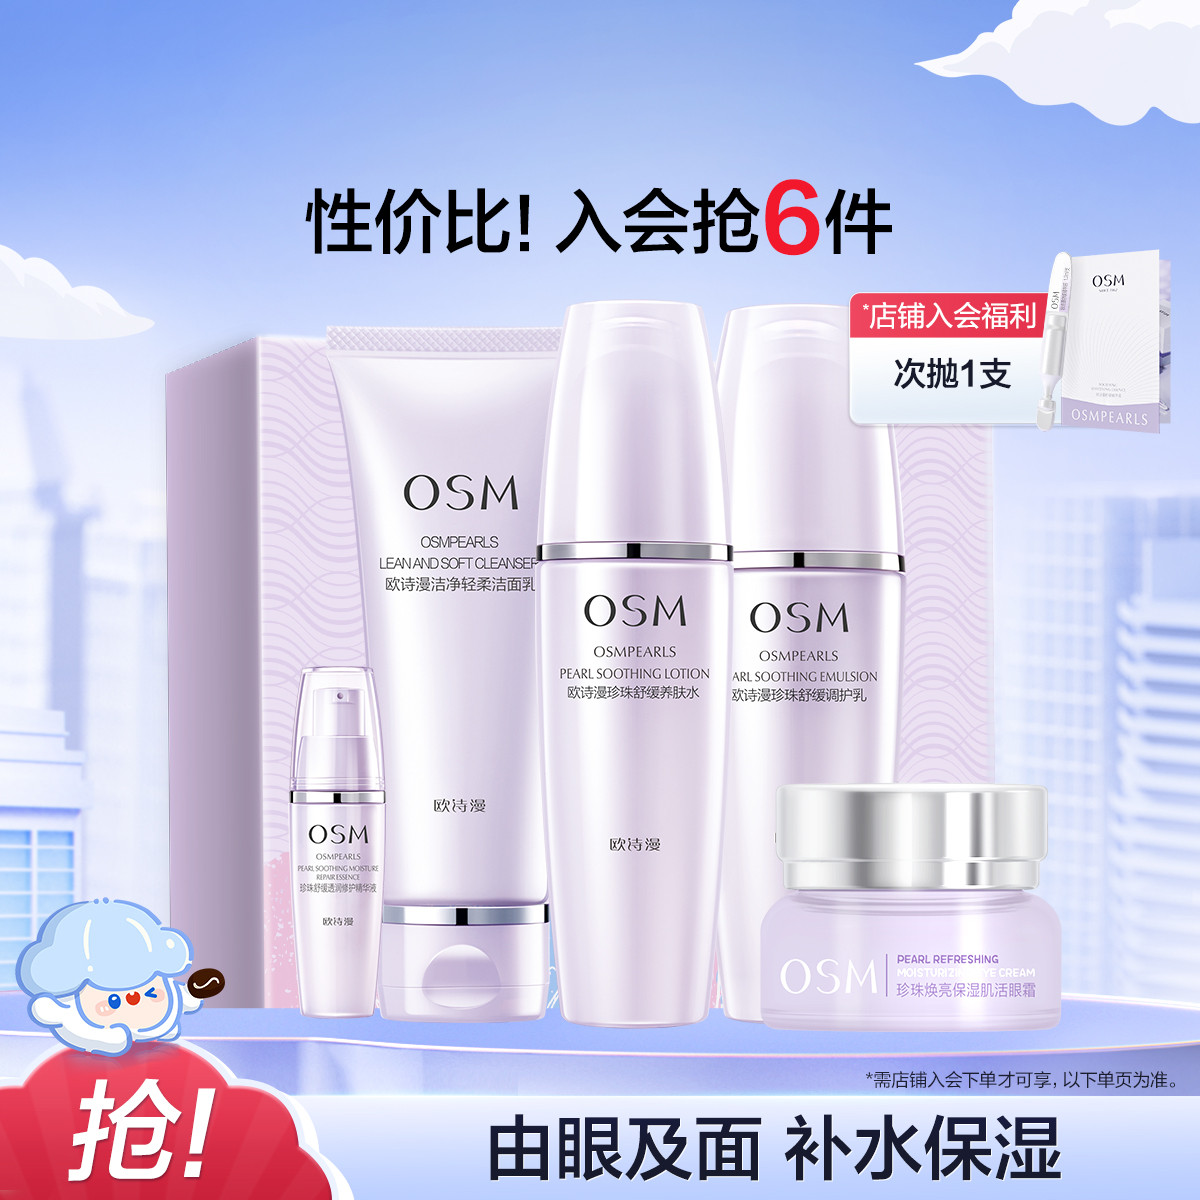 性价比！入会抢6件
*店铺入会福利
次抛1支
OSM
OSM
OSMPEARLS
OSM
OSMPEARLS
LEAN AND SOFT CLEANSER
欧诗漫洁净轻柔洁面乳
欧诗漫
OSM
OSMPEARLS
PEARL SOOTHING LOTION
欧诗漫珍珠舒缓养肤水
欧诗漫
OSM
OSMPEARLS
ARL SOOTHING EMULSION
欧诗漫珍珠舒缓调护乳
OSM
OSMPEARLS
PEARL SOOTHING MOISTURE
REPAIR ESSENCE
珍珠舒缓透润修护精华液
欧诗漫
OSM
PEARL REFRESHING
MOISTURIZING EYE CREAM
珍珠焕亮保湿肌活眼霜
*需店铺入会下单才可享，以下单页为准。
抢！
由眼及面 补水保湿